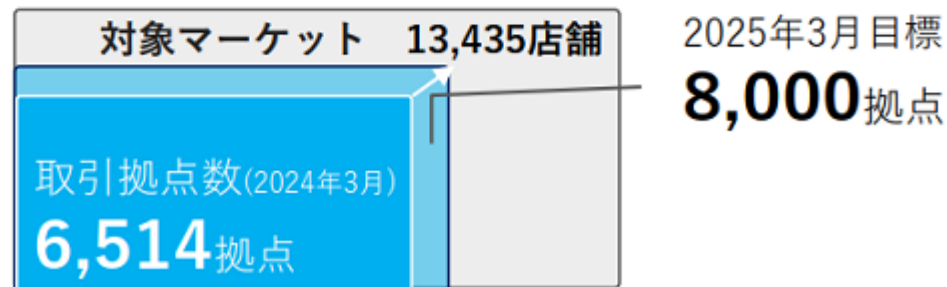 対象マーケット 13,435店舗
2025年3月目標
8,000拠点
取引拠点数(2024年3月)
6,514拠点